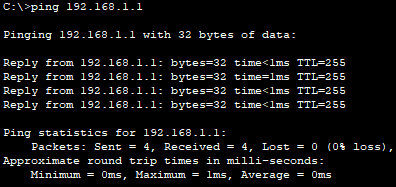 C:\>ping 192.168.1.1
Pinging 192.168.1.1 with 32 bytes of data:
Reply from 192.168.1.1: bytes=32 time<1ms TTL=255
Reply from 192.168.1.1: bytes=32 time<1ms TTL=255
Reply from 192.168.1.1: bytes=32 time<1ms TTL=255
Reply from 192.168.1.1: bytes=32 time<1ms TTL=255
Ping statistics for 192.168.1.1:
Packets: Sent = 4, Received = 4, Lost = 0 (0% loss),
Approximate round trip times in milli-seconds:
Minimum = 0ms, Maximum = 1ms, Average = 0ms